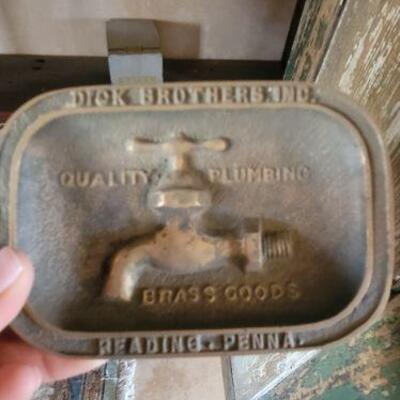 DICK BROTHERS, INC.
QUALITY PLUMBING
BRASS GOODS
READING . PENNA.